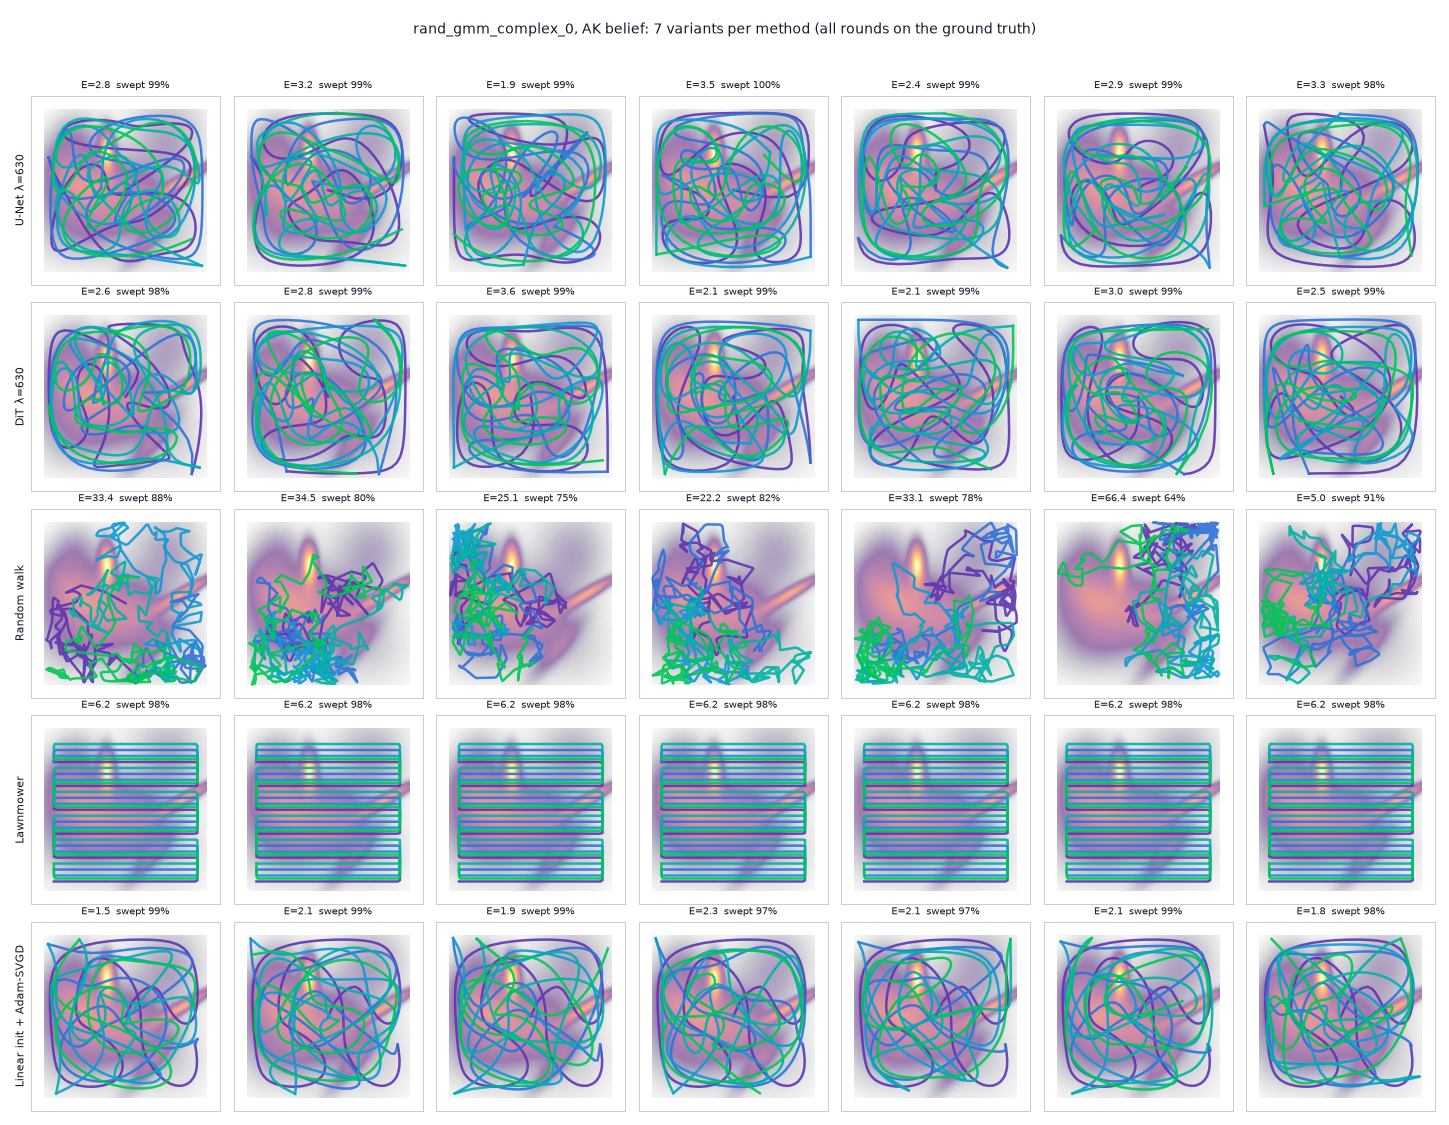 rand_gmm_complex_0, AK belief: 7 variants per method (all rounds on the ground truth)
E=2.8 swept 99% E=3.2 swept 99% E=1.9 swept 99% E=3.5 swept 100% E=2.4 swept 99% E=2.9 swept 99% E=3.3 swept 98%
U-Net λ=630
E=2.6 swept 98% E=2.8 swept 99% E=3.6 swept 99% E=2.1 swept 99% E=2.1 swept 99% E=3.0 swept 99% E=2.5 swept 99%
DiT λ=630
E=33.4 swept 88% E=34.5 swept 80% E=25.1 swept 75% E=22.2 swept 82% E=33.1 swept 78% E=66.4 swept 64% E=5.0 swept 91%
Random walk
E=6.2 swept 98% E=6.2 swept 98% E=6.2 swept 98% E=6.2 swept 98% E=6.2 swept 98% E=6.2 swept 98% E=6.2 swept 98%
Lawnmower
E=1.5 swept 99% E=2.1 swept 99% E=1.9 swept 99% E=2.3 swept 97% E=2.1 swept 97% E=2.1 swept 99% E=1.8 swept 98%
Linear init + Adam-SVGD